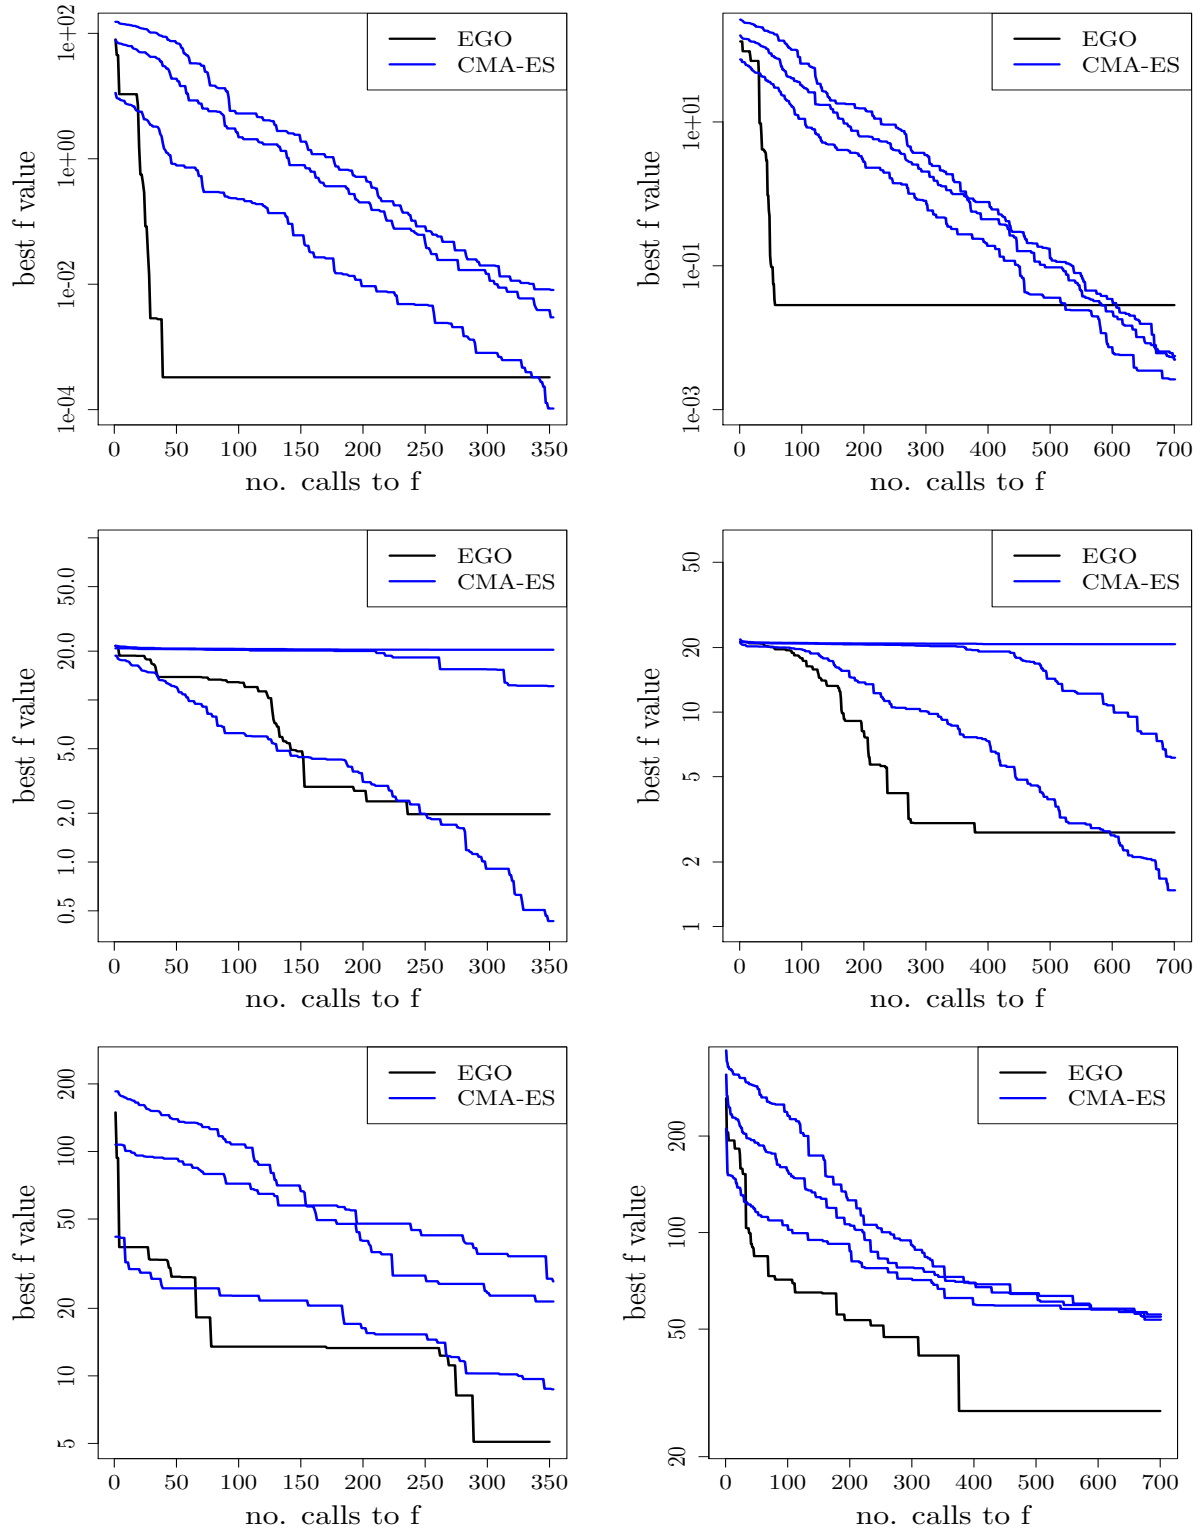 EGO
CMA-ES
best f value
1e+02
1e+00
1e-02
1e-04
0 50 100 150 200 250 300 350
no. calls to f
EGO
CMA-ES
best f value
1e+01
1e-01
1e-03
0 100 200 300 400 500 600 700
no. calls to f
EGO
CMA-ES
best f value
50.0
20.0
5.0
2.0
1.0
0.5
0 50 100 150 200 250 300 350
no. calls to f
EGO
CMA-ES
best f value
50
20
10
5
2
1
0 100 200 300 400 500 600 700
no. calls to f
EGO
CMA-ES
best f value
200
100
50
20
10
5
0 50 100 150 200 250 300 350
no. calls to f
EGO
CMA-ES
best f value
200
100
50
20
0 100 200 300 400 500 600 700
no. calls to f